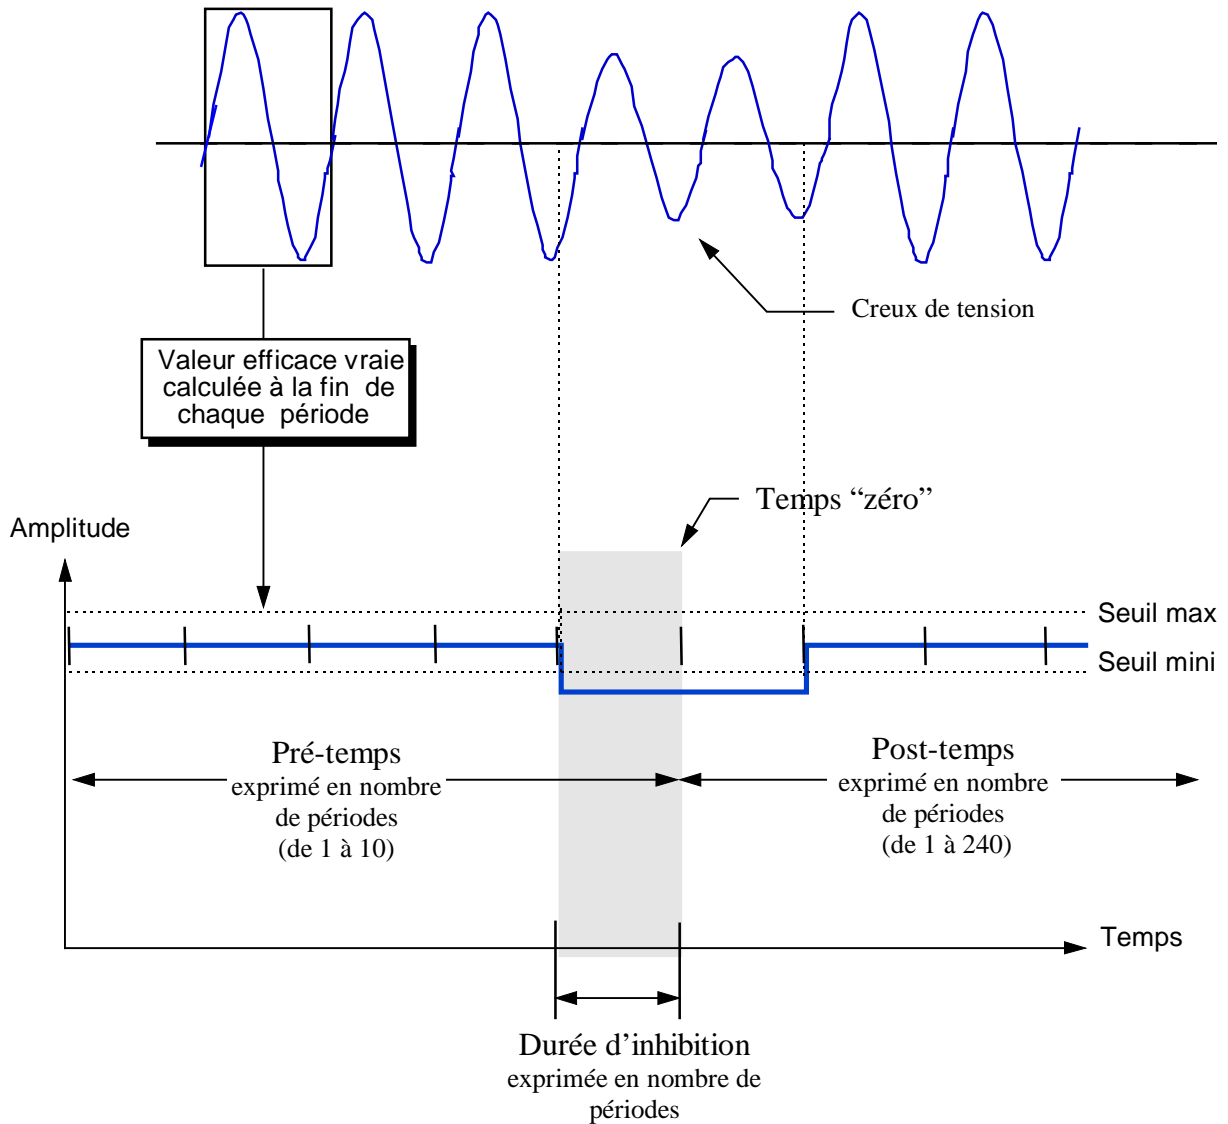 Creux de tension
Valeur efficace vraie
calculée à la fin de
chaque période
Temps “zéro”
Amplitude
Seuil max
Seuil mini
Pré-temps
exprimé en nombre
de périodes
(de 1 à 10)
Post-temps
exprimé en nombre
de périodes
(de 1 à 240)
Temps
Durée d’inhibition
exprimée en nombre de
périodes